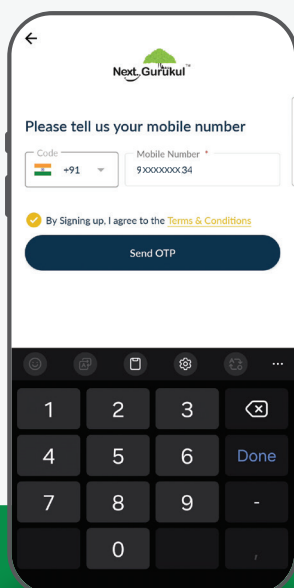 Next Gurukul™
Please tell us your mobile number
Code
+91
Mobile Number *
9XXXXXXX34
By Signing up, I agree to the Terms & Conditions
Send OTP
1 2 3
4 5 6 Done
7 8 9 -
0 ,